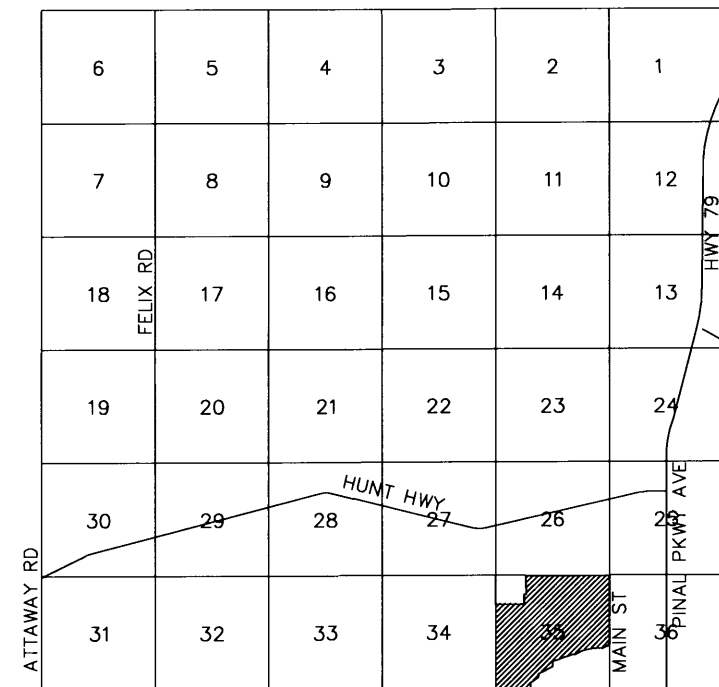 6 5 4 3 2 1
7 8 9 10 11 12
HWY 79
FELIX RD
18 17 16 15 14 13
19 20 21 22 23 24
HUNT HWY
30 29 28 27 26 25
PINAL PKWY AVE
ATTAWAY RD
31 32 33 34 35 36
MAIN ST